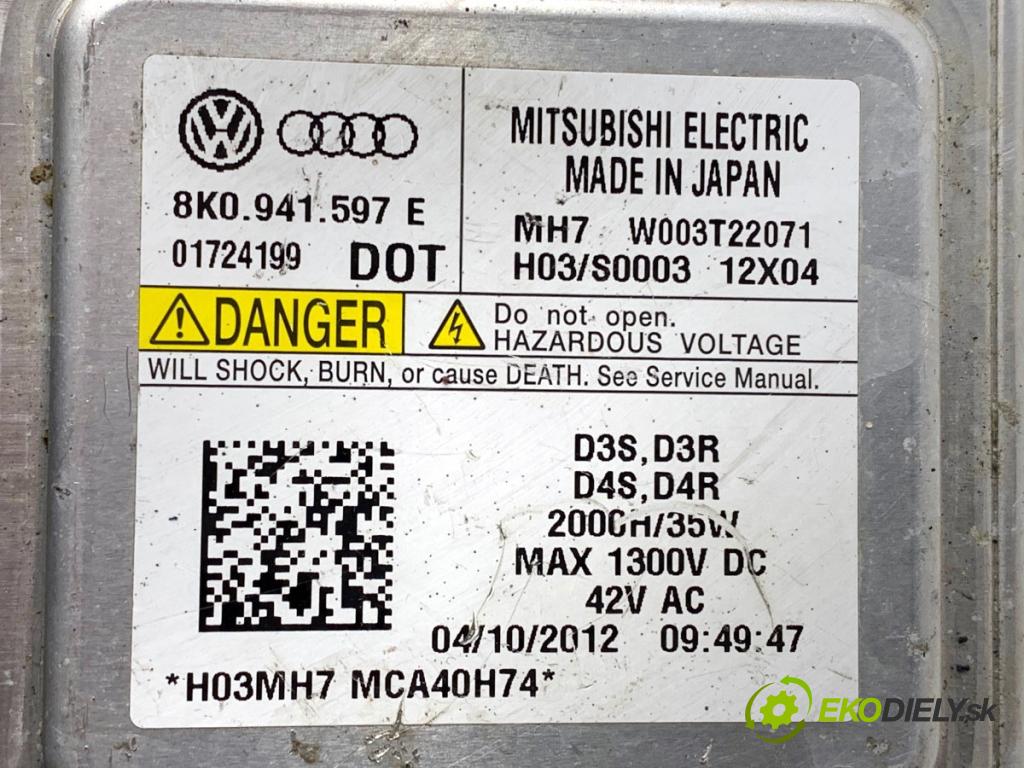 8K0.941.597 E
01724199 DOT
MITSUBISHI ELECTRIC
MADE IN JAPAN
MH7 W003T22071
H03/S0003 12X04
DANGER
Do not open.
HAZARDOUS VOLTAGE
WILL SHOCK, BURN, or cause DEATH. See Service Manual.
D3S,D3R
D4S,D4R
2000H/35W
MAX 1300V DC
42V AC
04/10/2012 09:49:47
*H03MH7 MCA40H74*
EKODIELY.sk